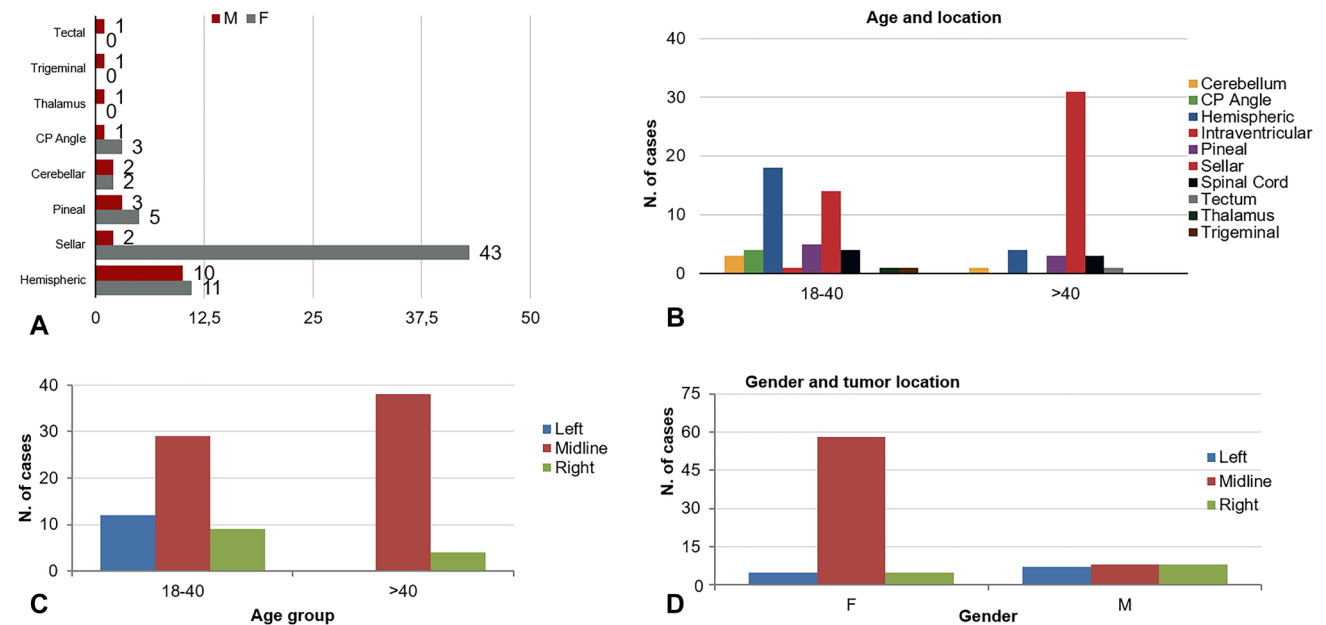 M F
Tectal 1
0
Trigeminal 1
0
Thalamus 1
0
CP Angle 1
3
Cerebellar 2
2
Pineal 3
5
Sellar 2
43
Hemispheric 10
11
0 12,5 25 37,5 50
A
Age and location
N. of cases
40
30
20
10
0
18-40 >40
Cerebellum
CP Angle
Hemispheric
Intraventricular
Pineal
Sellar
Spinal Cord
Tectum
Thalamus
Trigeminal
B
N. of cases
40
30
20
10
0
18-40 >40
Age group
Left
Midline
Right
C
Gender and tumor location
N. of cases
75
60
45
30
15
0
F M
Gender
Left
Midline
Right
D